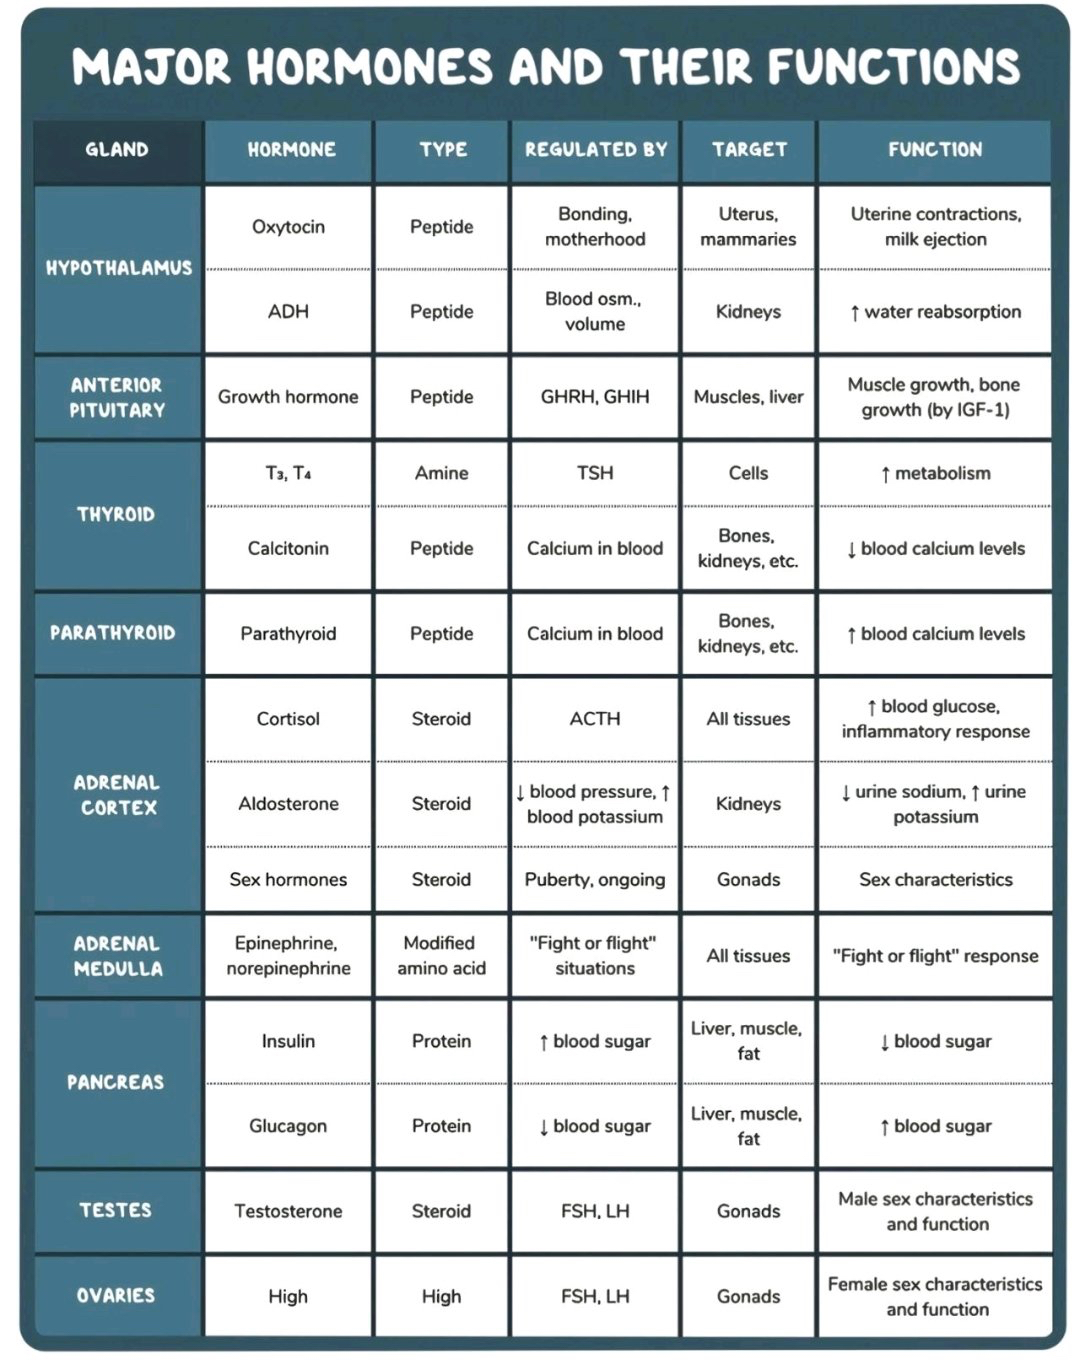 MAJOR HORMONES AND THEIR FUNCTIONS
GLAND HORMONE TYPE REGULATED BY TARGET FUNCTION
HYPOTHALAMUS
Oxytocin
Peptide
Bonding,
motherhood
Uterus,
mammaries
Uterine contractions,
milk ejection
ADH
Peptide
Blood osm.,
volume
Kidneys
↑ water reabsorption
ANTERIOR
PITUITARY
Growth hormone
Peptide
GHRH, GHIH
Muscles, liver
Muscle growth, bone
growth (by IGF-1)
THYROID
T₃, T₄
Amine
TSH
Cells
↑ metabolism
Calcitonin
Peptide
Calcium in blood
Bones,
kidneys, etc.
↓ blood calcium levels
PARATHYROID
Parathyroid
Peptide
Calcium in blood
Bones,
kidneys, etc.
↑ blood calcium levels
ADRENAL
CORTEX
Cortisol
Steroid
ACTH
All tissues
↑ blood glucose,
inflammatory response
Aldosterone
Steroid
↓ blood pressure, ↑
blood potassium
Kidneys
↓ urine sodium, ↑ urine
potassium
Sex hormones
Steroid
Puberty, ongoing
Gonads
Sex characteristics
ADRENAL
MEDULLA
Epinephrine,
norepinephrine
Modified
amino acid
"Fight or flight"
situations
All tissues
"Fight or flight" response
PANCREAS
Insulin
Protein
↑ blood sugar
Liver, muscle,
fat
↓ blood sugar
Glucagon
Protein
↓ blood sugar
Liver, muscle,
fat
↑ blood sugar
TESTES
Testosterone
Steroid
FSH, LH
Gonads
Male sex characteristics
and function
OVARIES
High
High
FSH, LH
Gonads
Female sex characteristics
and function